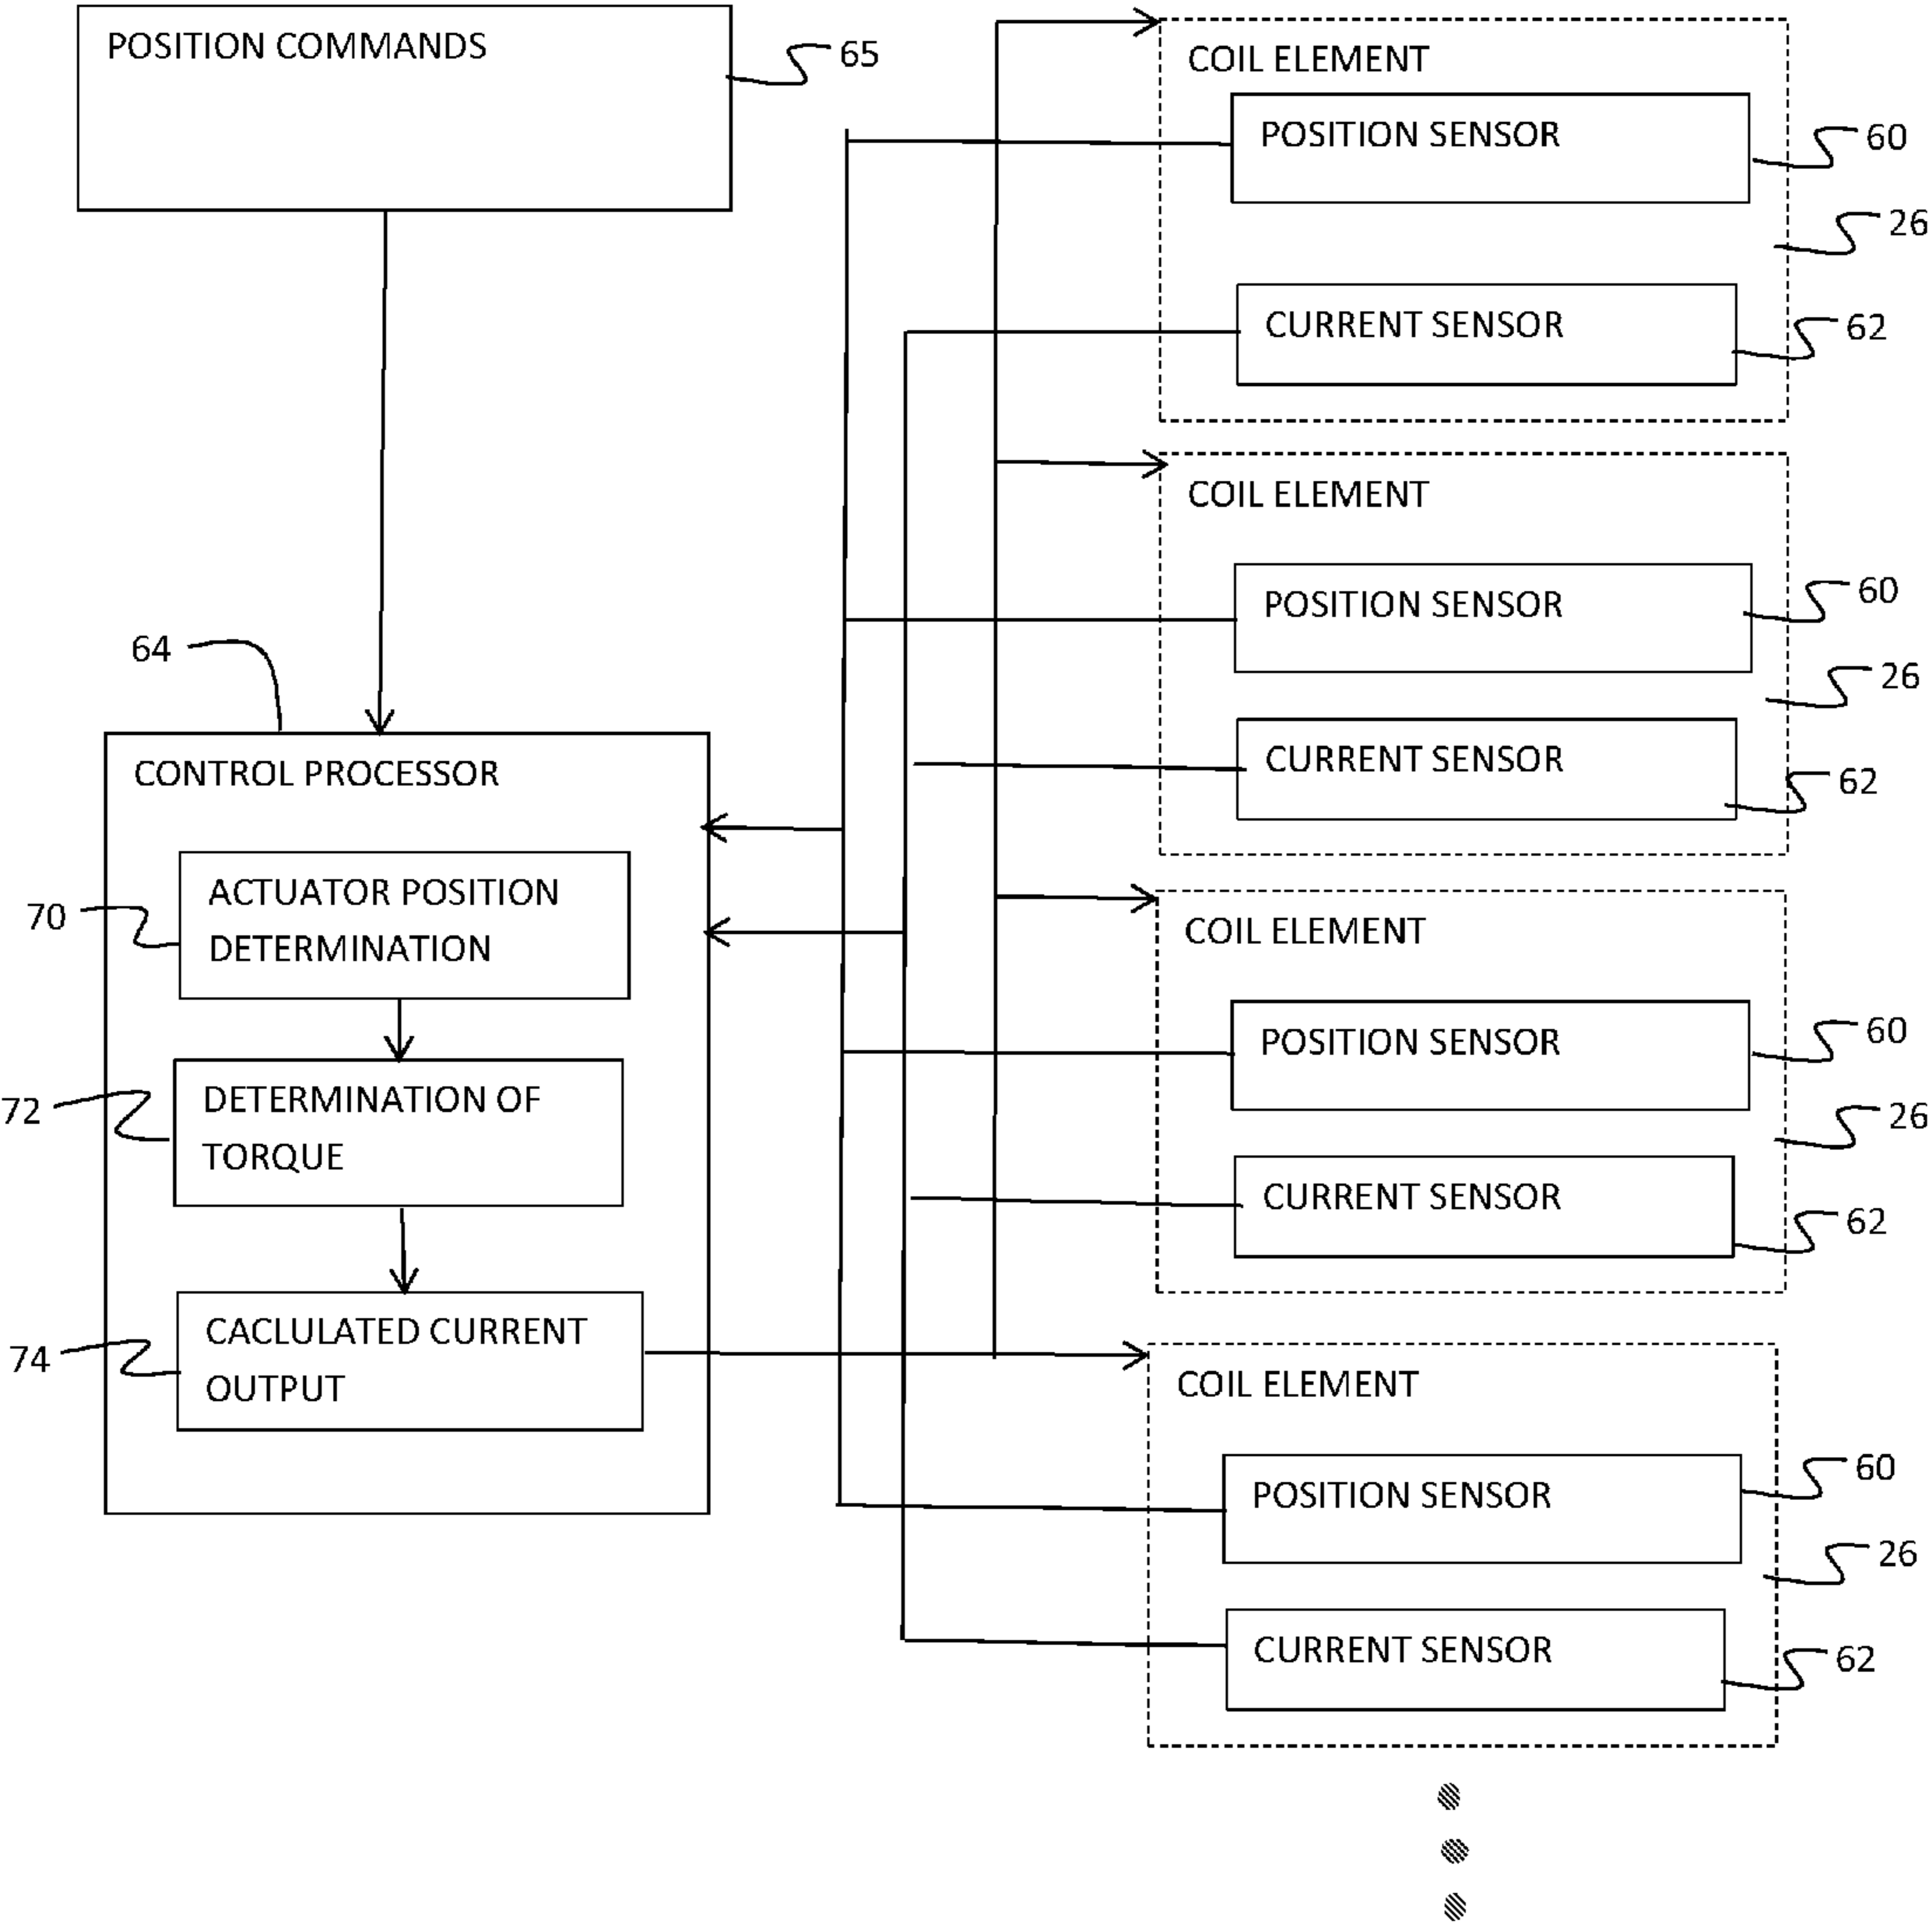 POSITION COMMANDS
65
64
CONTROL PROCESSOR
70
ACTUATOR POSITION
DETERMINATION
72
DETERMINATION OF
TORQUE
74
CACLULATED CURRENT
OUTPUT
COIL ELEMENT
POSITION SENSOR
60
26
CURRENT SENSOR
62
COIL ELEMENT
POSITION SENSOR
60
26
CURRENT SENSOR
62
COIL ELEMENT
POSITION SENSOR
60
26
CURRENT SENSOR
62
COIL ELEMENT
POSITION SENSOR
60
26
CURRENT SENSOR
62